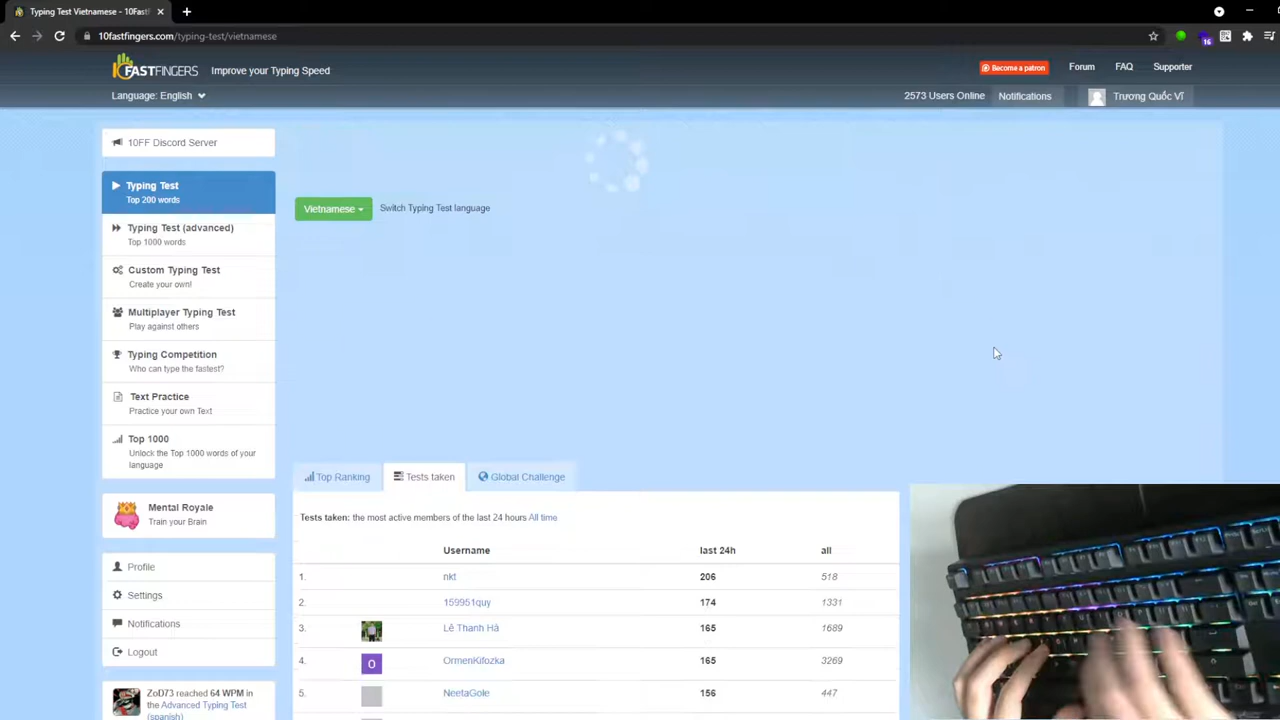 Typing Test Vietnamese - 10Fast
10fastfingers.com/typing-test/vietnamese
16
10FASTFINGERS
Improve your Typing Speed
Become a patron
Forum
FAQ
Supporter
Language: English
2573 Users Online
Notifications
Trương Quốc Vĩ
10FF Discord Server
Typing Test
Top 200 words
Vietnamese
Switch Typing Test language
Typing Test (advanced)
Top 1000 words
Custom Typing Test
Create your own!
Multiplayer Typing Test
Play against others
Typing Competition
Who can type the fastest?
Text Practice
Practice your own Text
Top 1000
Unlock the Top 1000 words of your
language
Top Ranking
Tests taken
Global Challenge
Mental Royale
Train your Brain
Tests taken: the most active members of the last 24 hours All time
Username last 24h all
1. nkt 206 518
2. 159951quy 174 1331
3. Lê Thanh Hà 165 1689
4. O OrmenKifozka 165 3269
5. NeetaGole 156 447
Profile
Settings
Notifications
Logout
ZoD73 reached 64 WPM in
the Advanced Typing Test
(spanish)